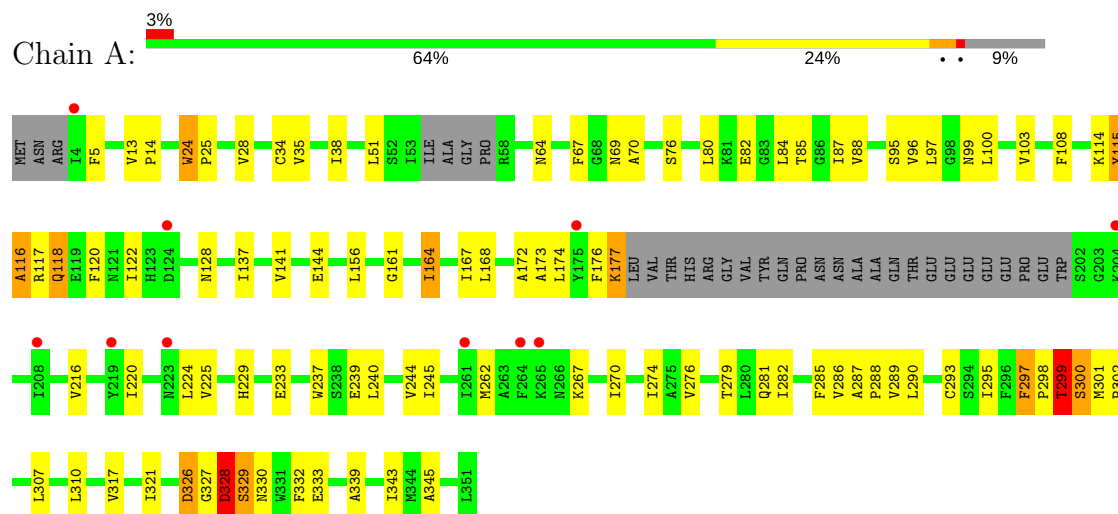 3%
Chain A:
64% 24% • • 9%
MET ASN ARG I4 F5 V13 P14 W24 P25 V28 C34 V35 I38 L51 S52 I53 ILE ALA GLY PRO R58 N64 F67 G68 N69 A70 S76 L80 K81 E82 G83 L84 T85 G86 I87 V88 S95 V96 L97 G98 N99 L100 V103 F108 K114 Y115
A116 R117 Q118 E119 F120 N121 I122 H123 D124 N128 I137 V141 E144 L156 G161 I164 I167 L168 A172 A173 L174 Y175 F176 K177 LEU VAL THR HIS ARG GLY VAL TYR GLN PRO ASN ASN ALA ALA GLN THR GLU GLU GLU GLU GLU PRO GLU TRP S202 G203 K204
I208 V216 Y219 I220 N223 L224 V225 H229 E233 W237 S238 E239 L240 V244 I245 I261 M262 A263 F264 K265 N266 K267 I270 I274 A275 V276 T279 L280 Q281 I282 F285 V286 A287 P288 V289 L290 C293 S294 I295 F296 F297 P298 T299 S300 M301
L307 L310 V317 I321 D326 G327 D328 S329 N330 W331 F332 E333 A339 I343 M344 A345 L351